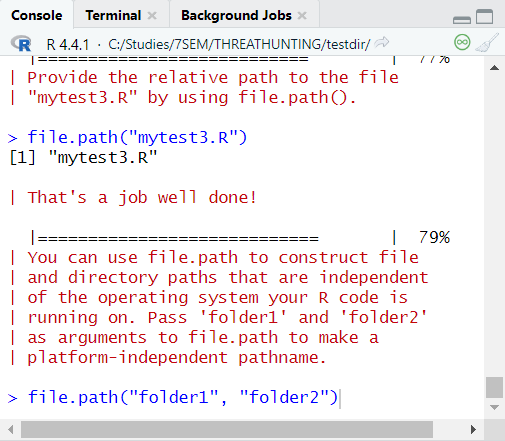 Console Terminal Background Jobs
R R 4.4.1 · C:/Studies/7SEM/THREATHUNTING/testdir/
|=========================== | 77%
| Provide the relative path to the file
| "mytest3.R" by using file.path().
> file.path("mytest3.R")
[1] "mytest3.R"
| That's a job well done!
|============================ | 79%
| You can use file.path to construct file
| and directory paths that are independent
| of the operating system your R code is
| running on. Pass 'folder1' and 'folder2'
| as arguments to file.path to make a
| platform-independent pathname.
> file.path("folder1", "folder2")